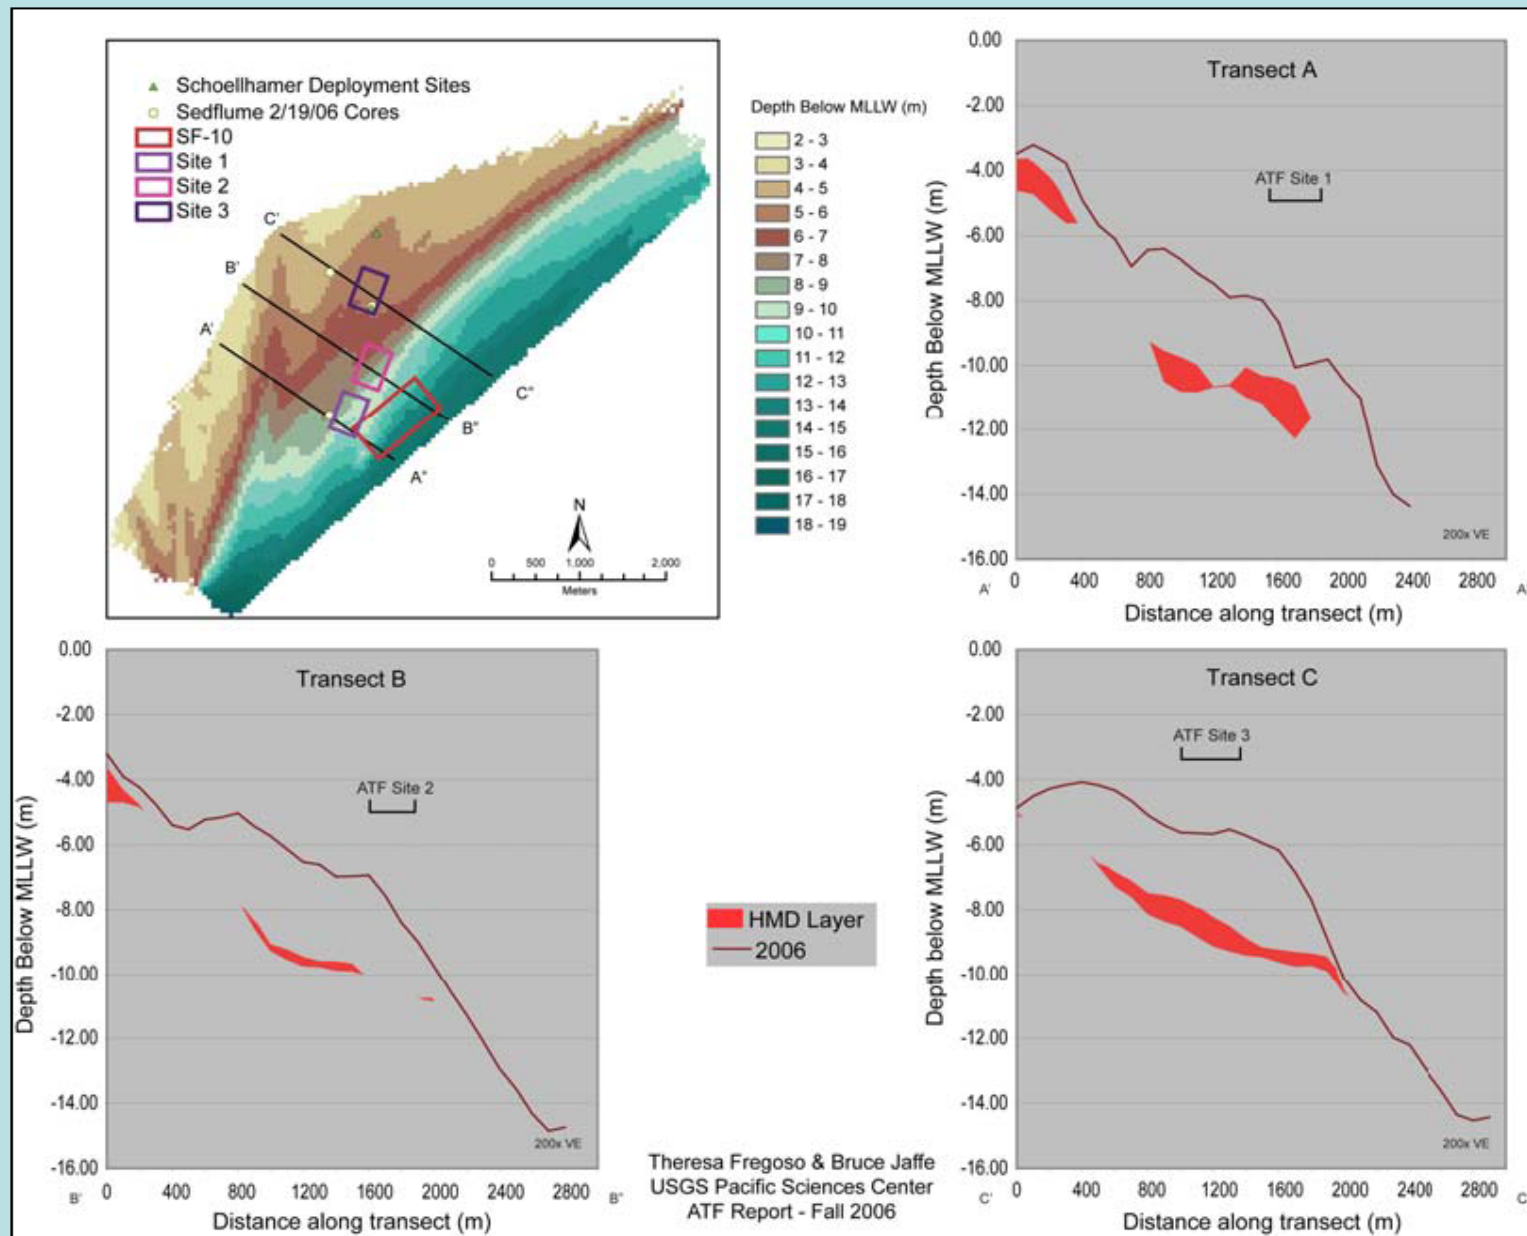 Schoellhamer Deployment Sites
Sedflume 2/19/06 Cores
SF-10
Site 1
Site 2
Site 3
C'
B'
A'
C"
B"
A"
N
0 500 1,000 2,000
Meters
Depth Below MLLW (m)
2 - 3
3 - 4
4 - 5
5 - 6
6 - 7
7 - 8
8 - 9
9 - 10
10 - 11
11 - 12
12 - 13
13 - 14
14 - 15
15 - 16
16 - 17
17 - 18
18 - 19
Transect A
Depth Below MLLW (m)
0.00
-2.00
-4.00
-6.00
-8.00
-10.00
-12.00
-14.00
-16.00
ATF Site 1
200x VE
0 400 800 1200 1600 2000 2400 2800
A' A
Distance along transect (m)
Transect B
Depth Below MLLW (m)
0.00
-2.00
-4.00
-6.00
-8.00
-10.00
-12.00
-14.00
-16.00
ATF Site 2
200x VE
0 400 800 1200 1600 2000 2400 2800
B' B"
Distance along transect (m)
HMD Layer
2006
Theresa Fregoso & Bruce Jaffe
USGS Pacific Sciences Center
ATF Report - Fall 2006
Transect C
Depth below MLLW (m)
0.00
-2.00
-4.00
-6.00
-8.00
-10.00
-12.00
-14.00
-16.00
ATF Site 3
200x VE
0 400 800 1200 1600 2000 2400 2800
C' C
Distance along transect (m)